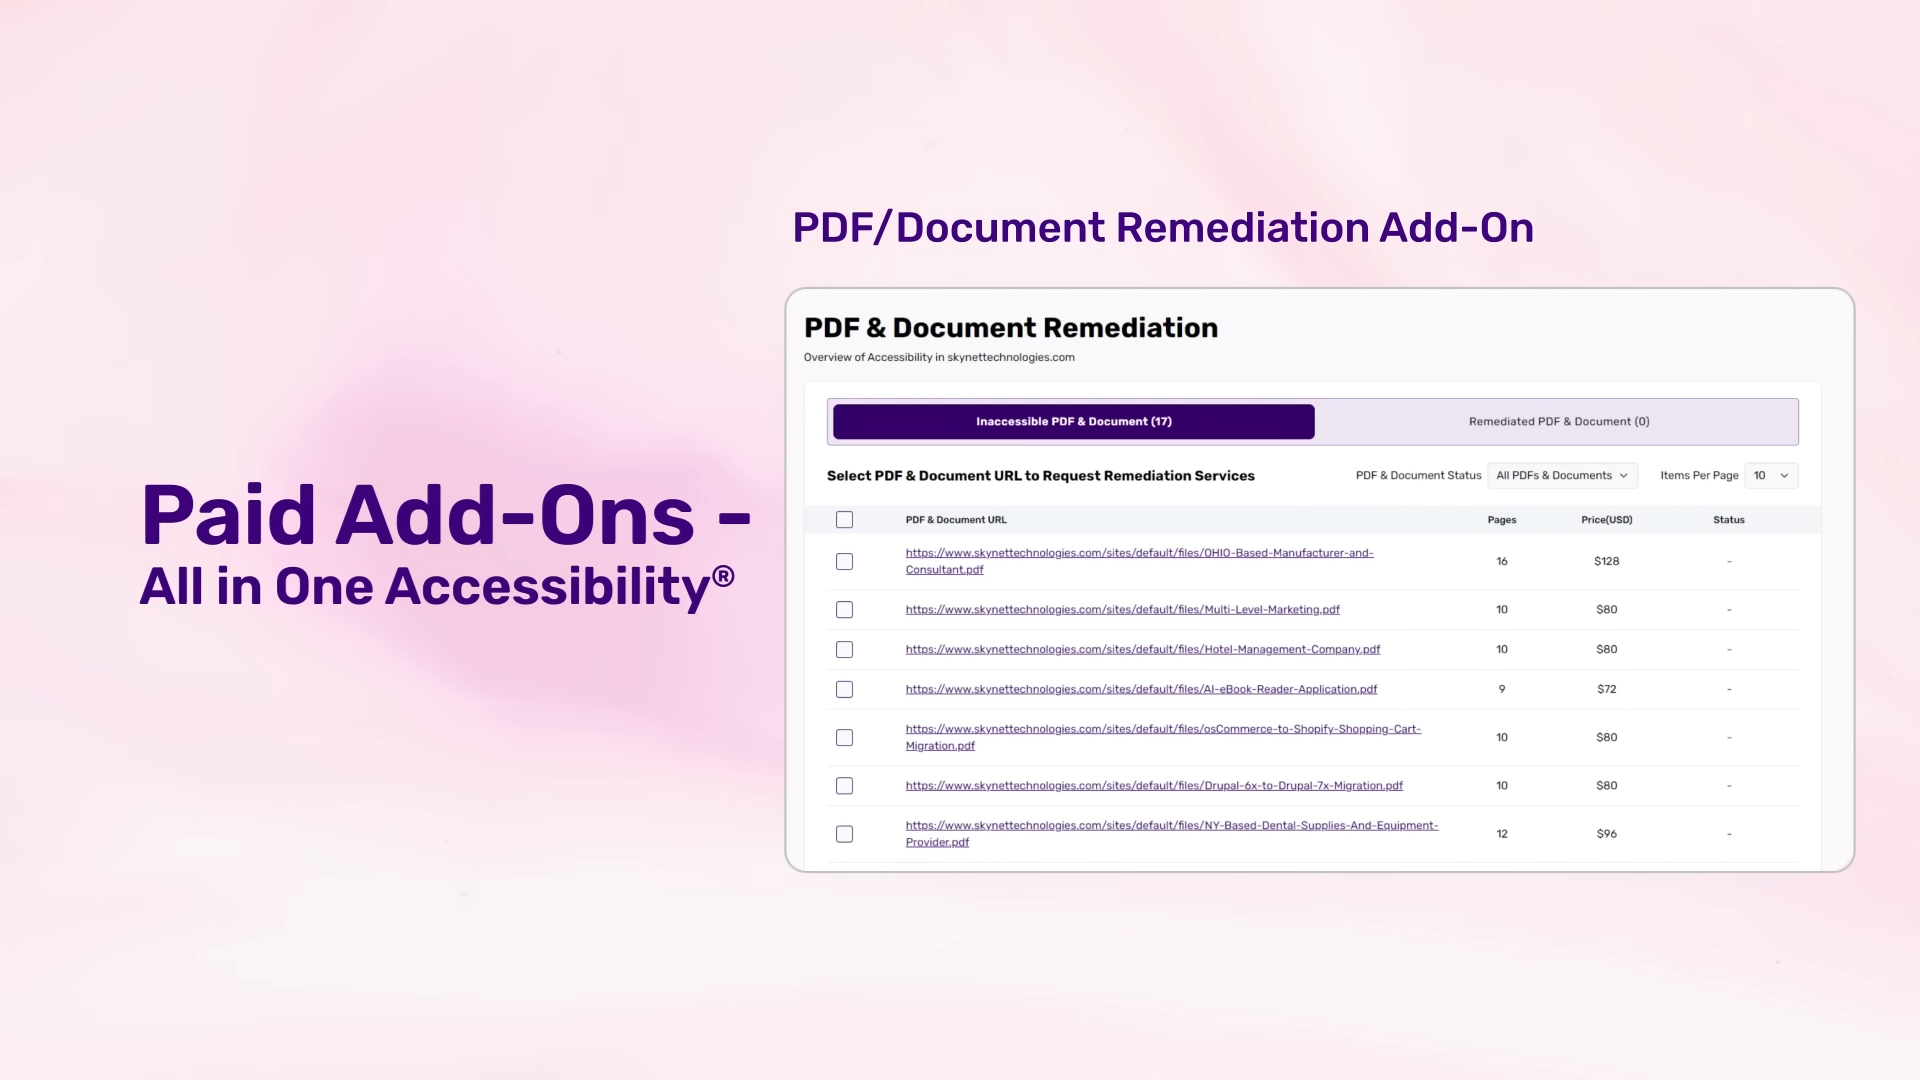 Paid Add-Ons -
All in One Accessibility®
PDF/Document Remediation Add-On
PDF & Document Remediation
Overview of Accessibility in skynettechnologies.com
Inaccessible PDF & Document (17)
Remediated PDF & Document (0)
Select PDF & Document URL to Request Remediation Services
PDF & Document Status
All PDFs & Documents
Items Per Page
10
PDF & Document URL Pages Price(USD) Status
https://www.skynettechnologies.com/sites/default/files/OHIO-Based-Manufacturer-and-
Consultant.pdf
16 $128 -
https://www.skynettechnologies.com/sites/default/files/Multi-Level-Marketing.pdf 10 $80 -
https://www.skynettechnologies.com/sites/default/files/Hotel-Management-Company.pdf 10 $80 -
https://www.skynettechnologies.com/sites/default/files/AI-eBook-Reader-Application.pdf 9 $72 -
https://www.skynettechnologies.com/sites/default/files/osCommerce-to-Shopify-Shopping-Cart-
Migration.pdf
10 $80 -
https://www.skynettechnologies.com/sites/default/files/Drupal-6x-to-Drupal-7x-Migration.pdf 10 $80 -
https://www.skynettechnologies.com/sites/default/files/NY-Based-Dental-Supplies-And-Equipment-
Provider.pdf
12 $96 -